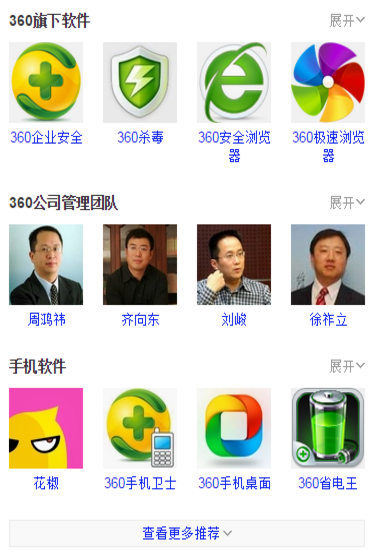 360旗下软件 展开
360企业安全 360杀毒 360安全浏览 360极速浏览
器 器
360公司管理团队 展开
周鸿祎 齐向东 刘峻 徐祚立
手机软件 展开
花椒 360手机卫士 360手机桌面 360省电王
查看更多推荐